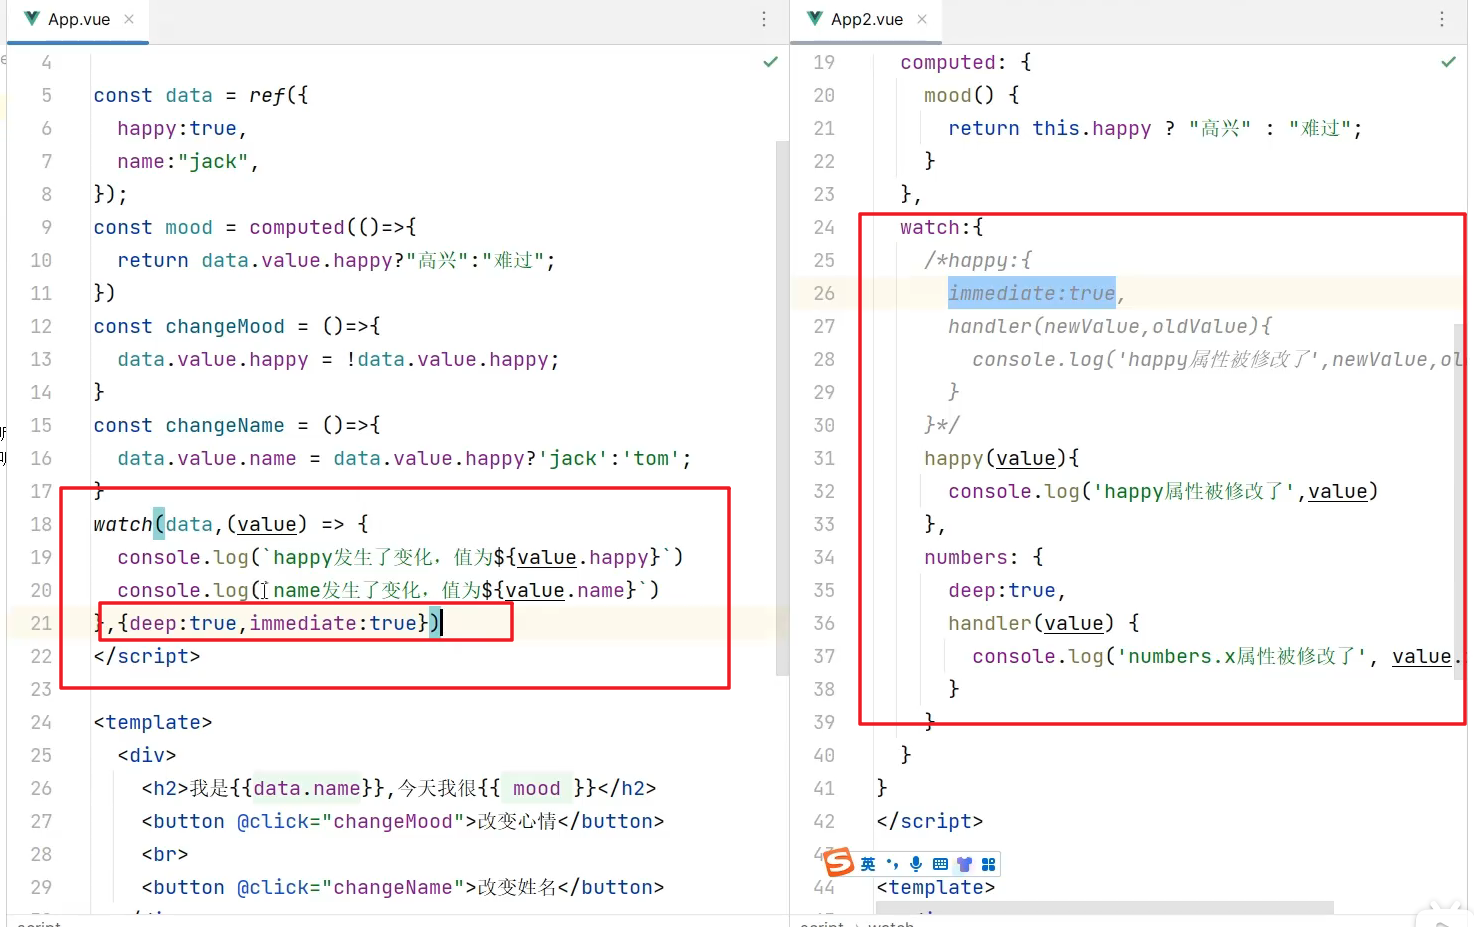 App.vue
4
5 const data = ref({
6 happy:true,
7 name:"jack",
8 });
9 const mood = computed(()=>{
10 return data.value.happy?"高兴":"难过";
11 })
12 const changeMood = ()=>{
13 data.value.happy = !data.value.happy;
14 }
15 const changeName = ()=>{
16 data.value.name = data.value.happy?'jack':'tom';
17 }
18 watch(data,(value) => {
19 console.log(`happy发生了变化，值为${value.happy}`)
20 console.log(`name发生了变化，值为${value.name}`)
21 },{deep:true,immediate:true})
22 </script>
23
24 <template>
25 <div>
26 <h2>我是{{data.name}},今天我很{{ mood }}</h2>
27 <button @click="changeMood">改变心情</button>
28 <br>
29 <button @click="changeName">改变姓名</button>
App2.vue
19 computed: {
20 mood() {
21 return this.happy ? "高兴" : "难过";
22 }
23 },
24 watch:{
25 /*happy:{
26 immediate:true,
27 handler(newValue,oldValue){
28 console.log('happy属性被修改了',newValue,ol
29 }
30 }*/
31 happy(value){
32 console.log('happy属性被修改了',value)
33 },
34 numbers: {
35 deep:true,
36 handler(value) {
37 console.log('numbers.x属性被修改了', value.
38 }
39 }
40 }
41 }
42 </script>
英
44 <template>